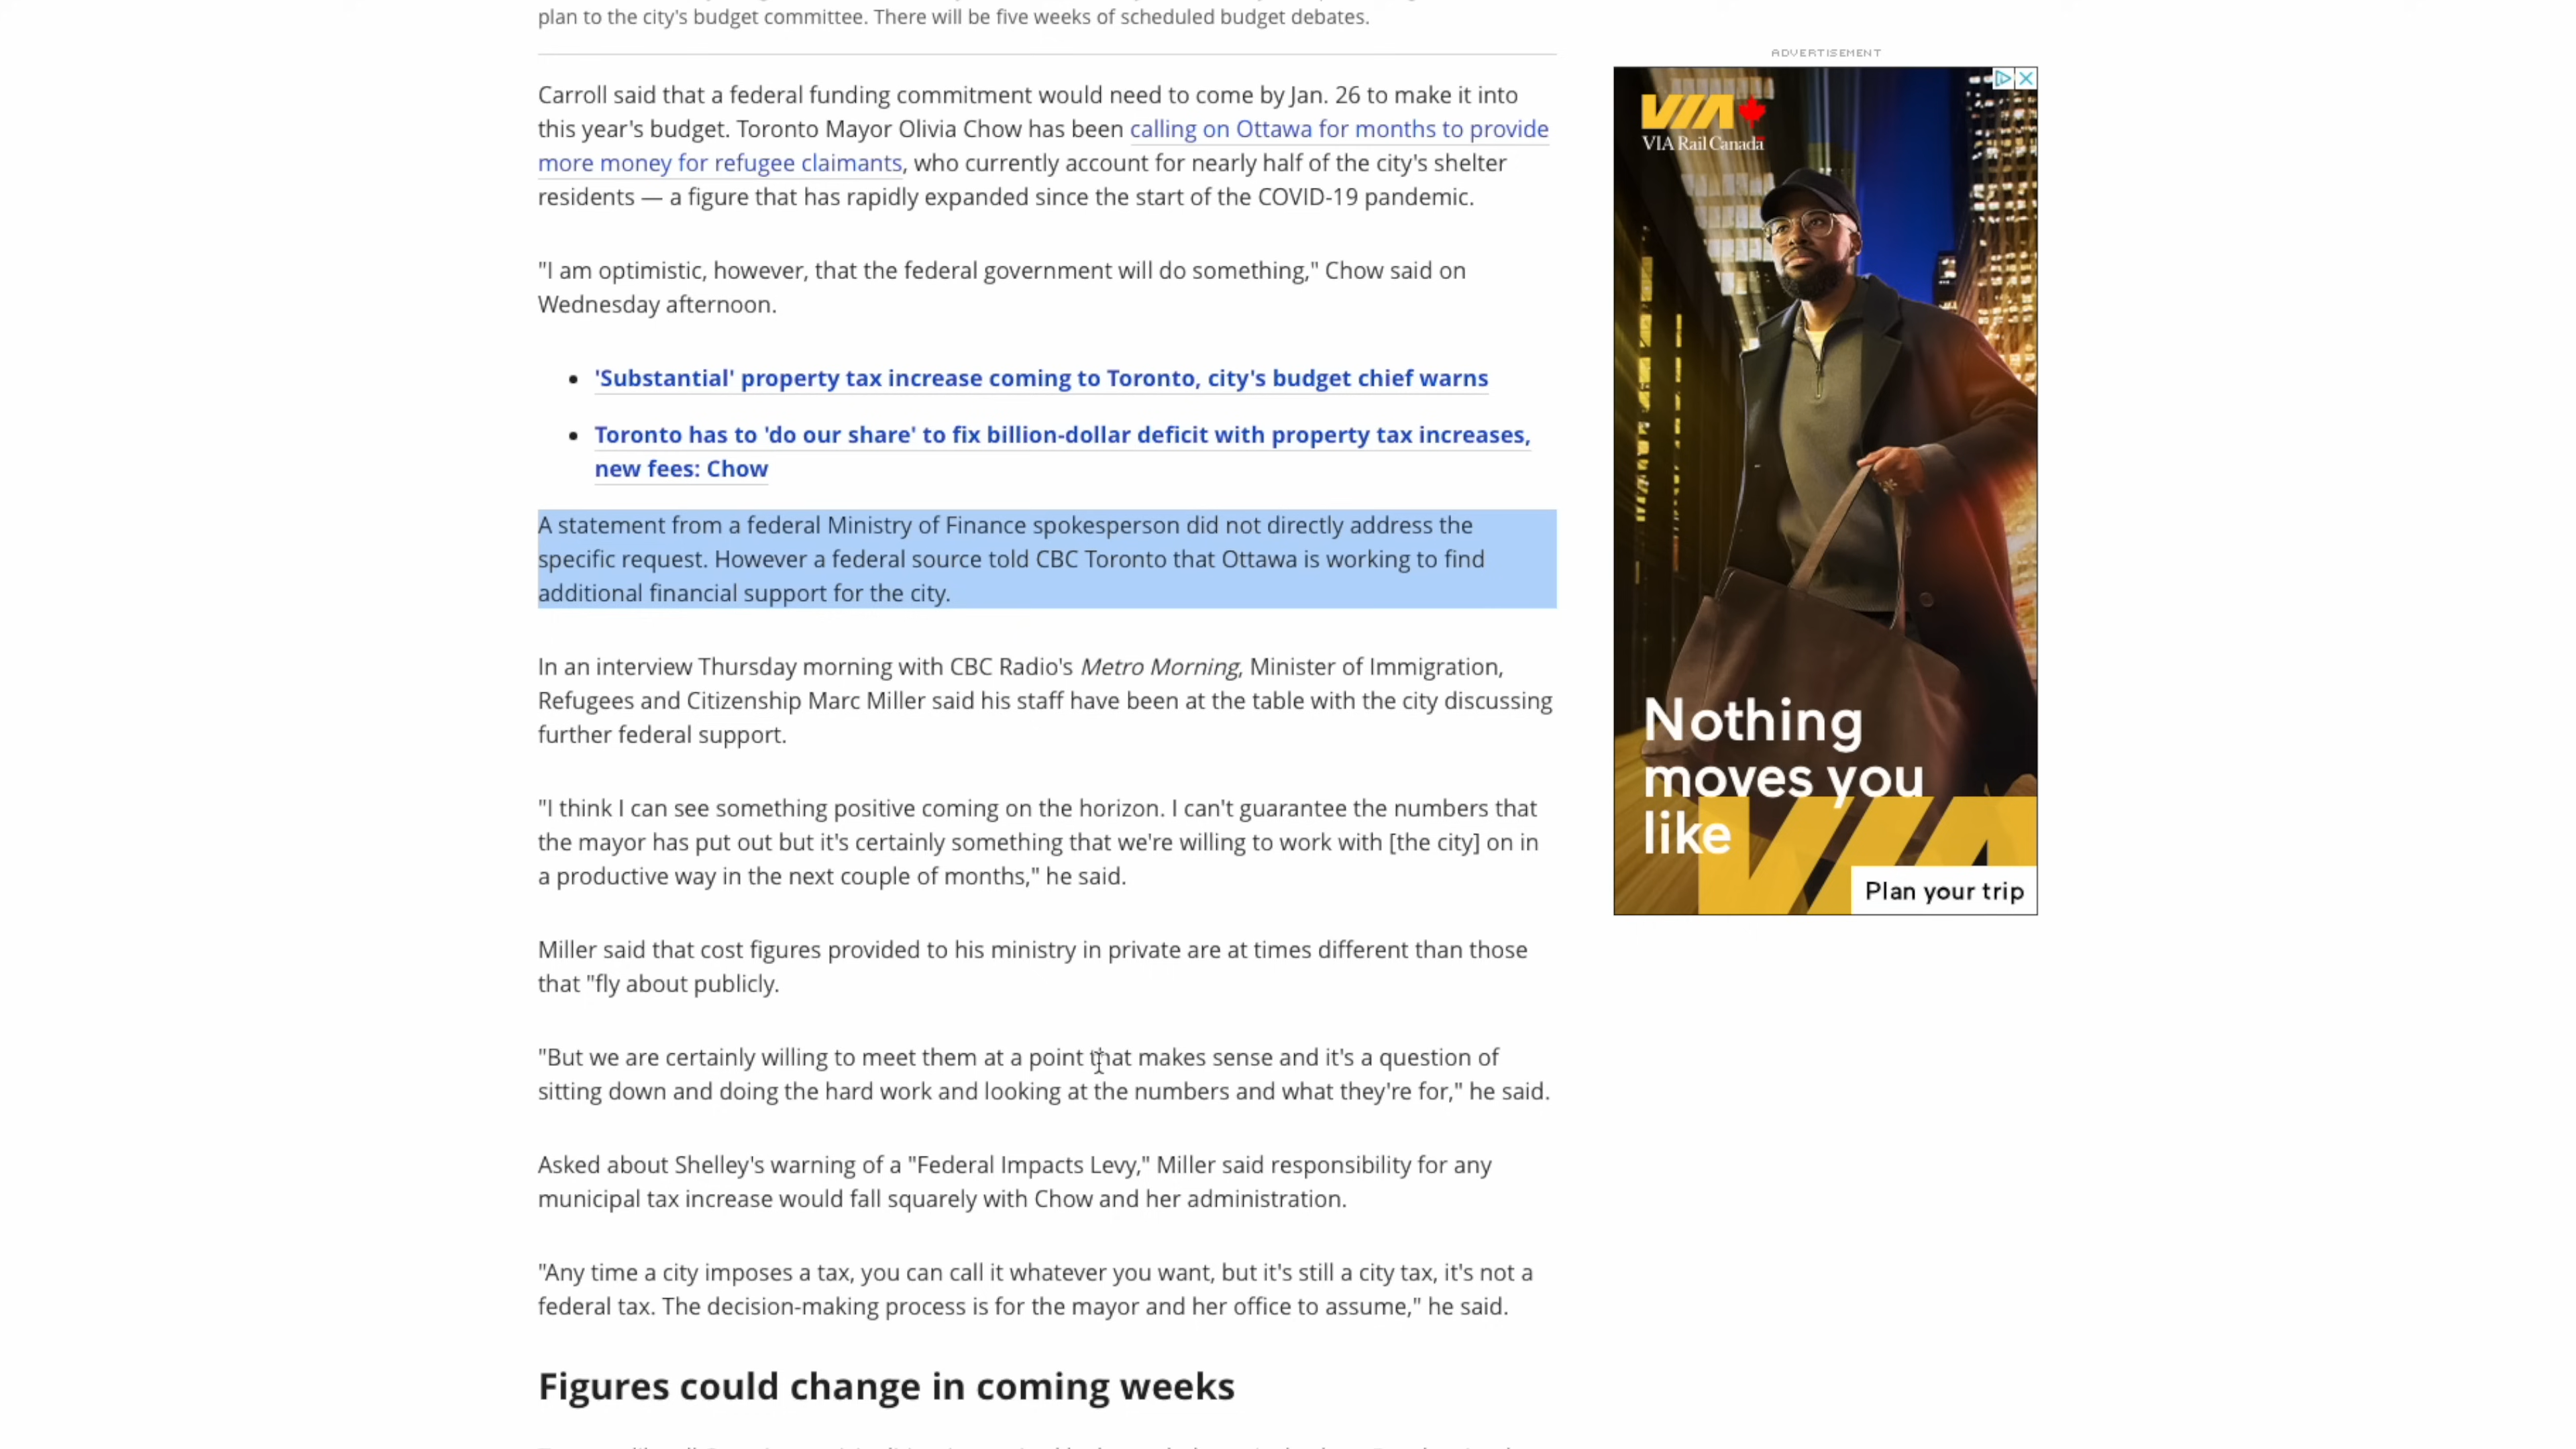 plan to the city's budget committee. There will be five weeks of scheduled budget debates.
Carroll said that a federal funding commitment would need to come by Jan. 26 to make it into
this year's budget. Toronto Mayor Olivia Chow has been calling on Ottawa for months to provide
more money for refugee claimants, who currently account for nearly half of the city's shelter
residents — a figure that has rapidly expanded since the start of the COVID-19 pandemic.
"I am optimistic, however, that the federal government will do something," Chow said on
Wednesday afternoon.
• 'Substantial' property tax increase coming to Toronto, city's budget chief warns
• Toronto has to 'do our share' to fix billion-dollar deficit with property tax increases,
new fees: Chow
A statement from a federal Ministry of Finance spokesperson did not directly address the
specific request. However a federal source told CBC Toronto that Ottawa is working to find
additional financial support for the city.
In an interview Thursday morning with CBC Radio's Metro Morning, Minister of Immigration,
Refugees and Citizenship Marc Miller said his staff have been at the table with the city discussing
further federal support.
"I think I can see something positive coming on the horizon. I can't guarantee the numbers that
the mayor has put out but it's certainly something that we're willing to work with [the city] on in
a productive way in the next couple of months," he said.
Miller said that cost figures provided to his ministry in private are at times different than those
that "fly about publicly.
"But we are certainly willing to meet them at a point that makes sense and it's a question of
sitting down and doing the hard work and looking at the numbers and what they're for," he said.
Asked about Shelley's warning of a "Federal Impacts Levy," Miller said responsibility for any
municipal tax increase would fall squarely with Chow and her administration.
"Any time a city imposes a tax, you can call it whatever you want, but it's still a city tax, it's not a
federal tax. The decision-making process is for the mayor and her office to assume," he said.
Figures could change in coming weeks
ADVERTISEMENT
VIA
VIA Rail Canada
Nothing
moves you
like
VIA
Plan your trip